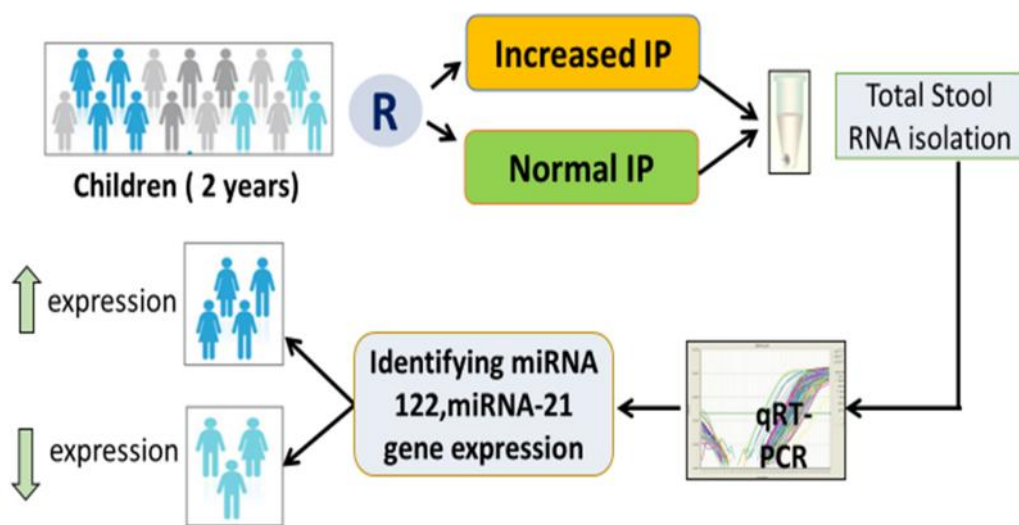 Increased IP
R
Normal IP
Total Stool
RNA isolation
Children ( 2 years)
expression
expression
Identifying miRNA
122,miRNA-21
gene expression
qRT-
PCR